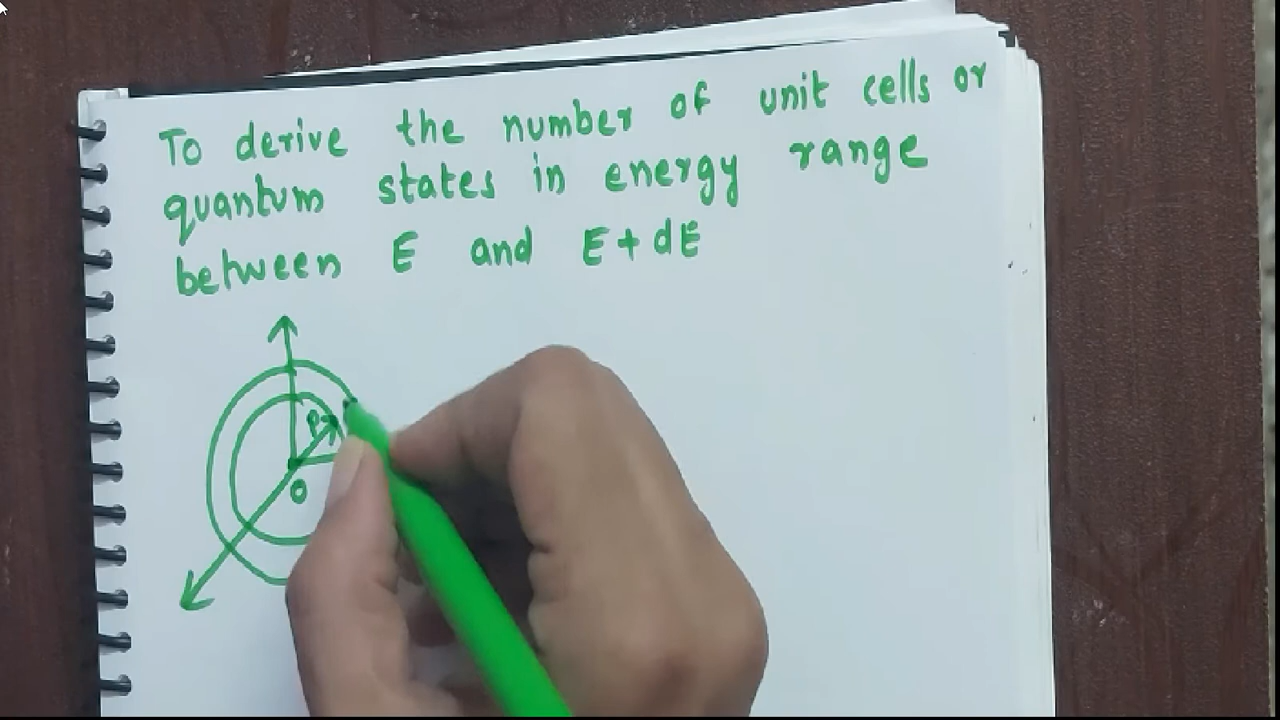 To derive the number of unit cells or
quantum states in energy range
between E and E + dE
P
O